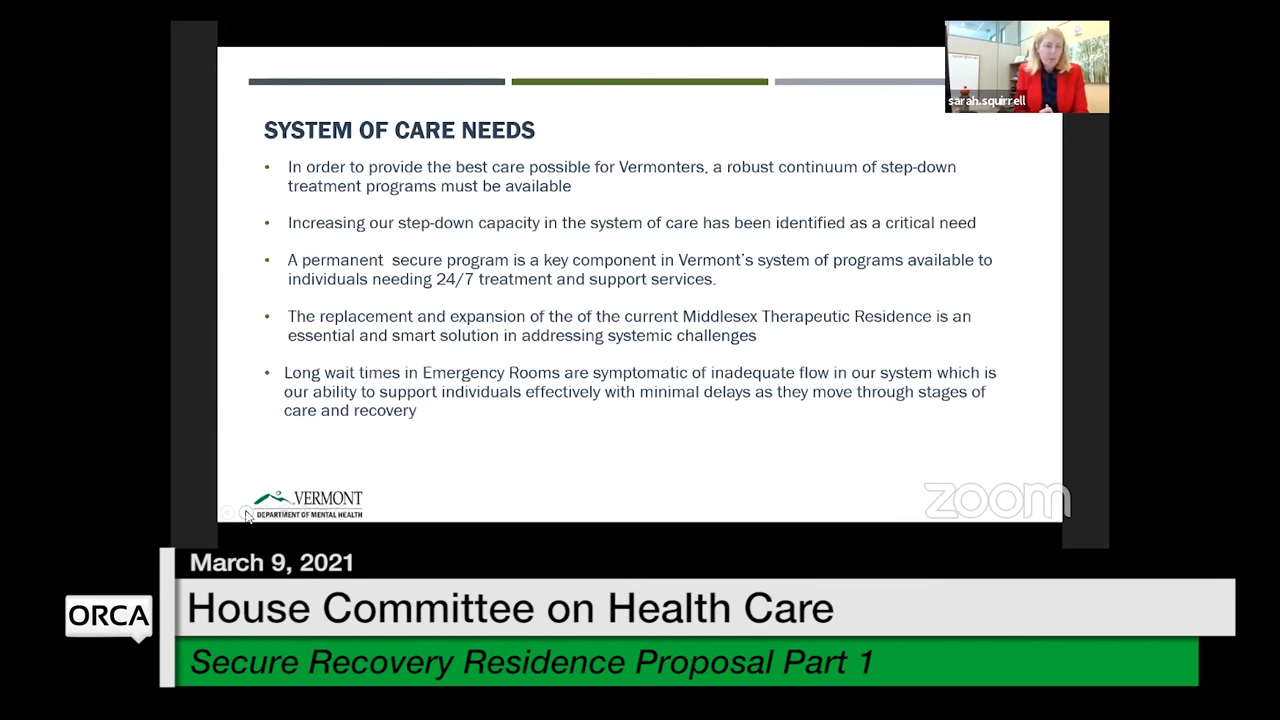 sarah.squirrell
SYSTEM OF CARE NEEDS
• In order to provide the best care possible for Vermonters, a robust continuum of step-down
treatment programs must be available
• Increasing our step-down capacity in the system of care has been identified as a critical need
• A permanent  secure program is a key component in Vermont's system of programs available to
individuals needing 24/7 treatment and support services.
• The replacement and expansion of the of the current Middlesex Therapeutic Residence is an
essential and smart solution in addressing systemic challenges
• Long wait times in Emergency Rooms are symptomatic of inadequate flow in our system which is
our ability to support individuals effectively with minimal delays as they move through stages of
care and recovery
VERMONT
DEPARTMENT OF MENTAL HEALTH
zoom
March 9, 2021
ORCA
House Committee on Health Care
Secure Recovery Residence Proposal Part 1